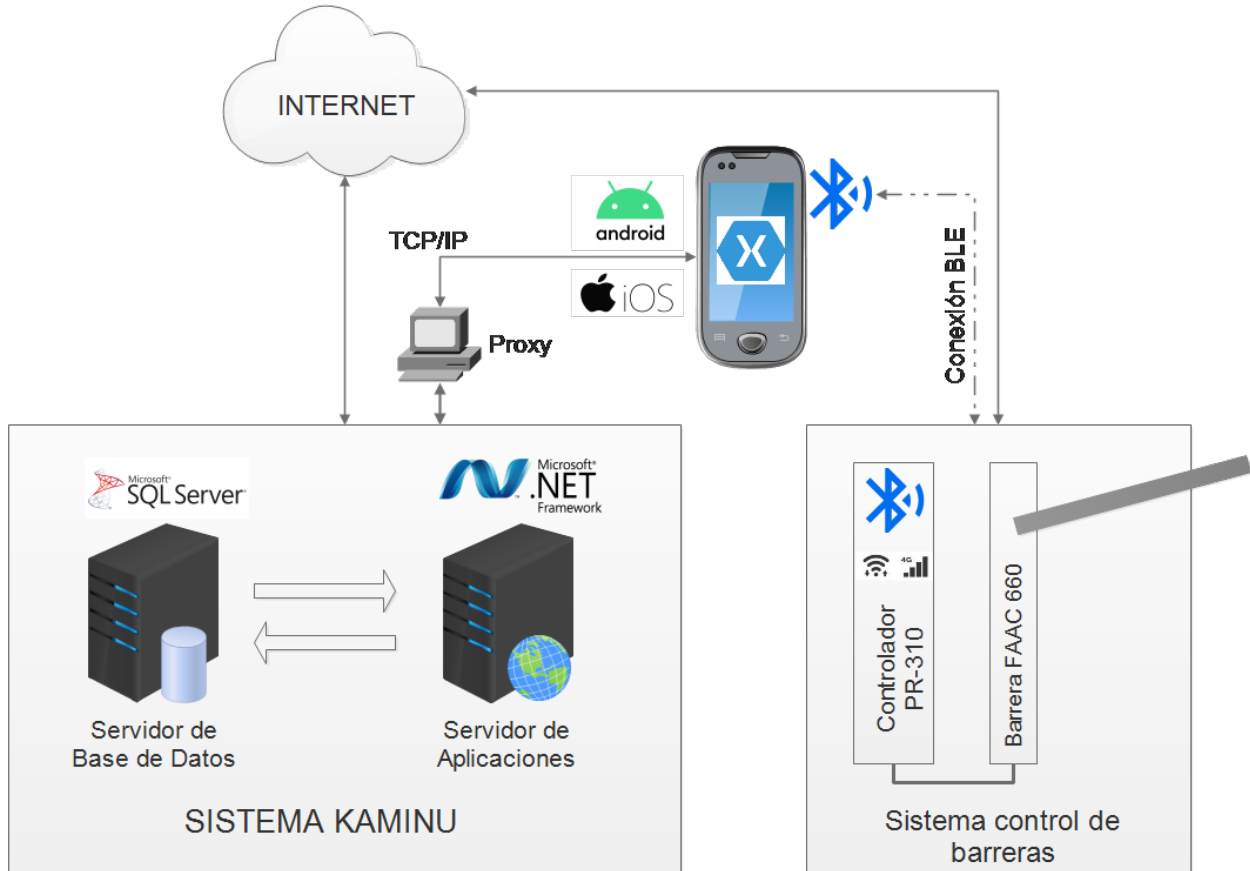 INTERNET
TCP/IP
android
iOS
Proxy
Conexión BLE
X
Microsoft®
SQL Server
Microsoft®
.NET
Framework
4G
Controlador
PR-310
Barrera FAAC 660
Servidor de
Base de Datos
Servidor de
Aplicaciones
SISTEMA KAMINU
Sistema control de
barreras